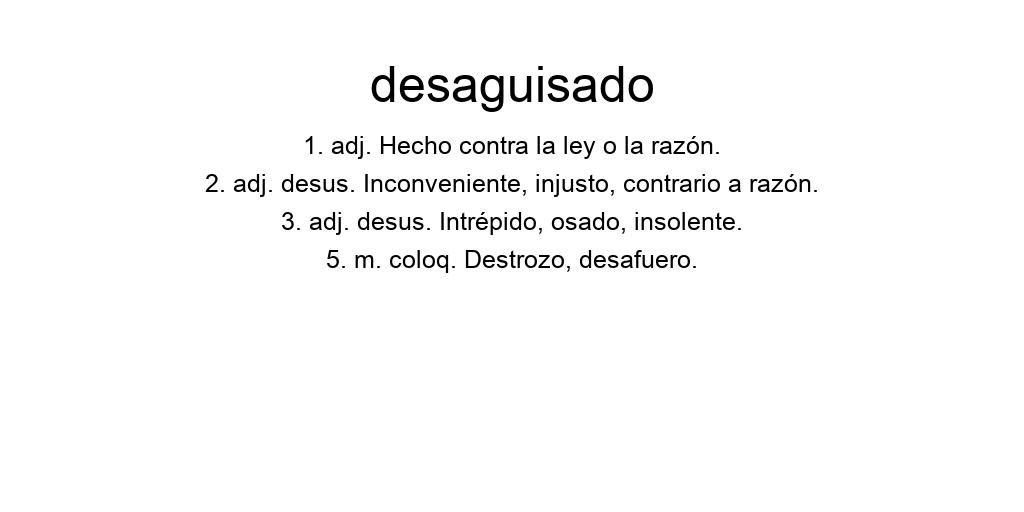 desaguisado
1. adj. Hecho contra la ley o la razón.
2. adj. desus. Inconveniente, injusto, contrario a razón.
3. adj. desus. Intrépido, osado, insolente.
5. m. coloq. Destrozo, desafuero.